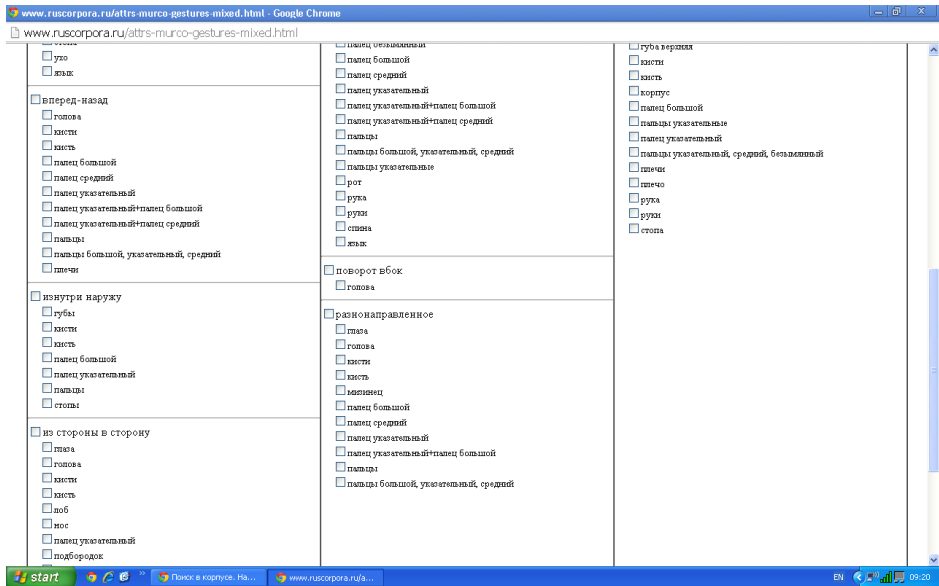 www.ruscorpora.ru/attrs-murco-gestures-mixed.html - Google Chrome
www.ruscorpora.ru/attrs-murco-gestures-mixed.html
стопа
ухо
язык
вперед-назад
голова
кисти
кисть
палец большой
палец средний
палец указательный
палец указательный+палец большой
палец указательный+палец средний
пальцы
пальцы большой, указательный, средний
плечи
изнутри наружу
губы
кисти
кисть
палец большой
палец указательный
пальцы
стопы
из стороны в сторону
глаза
голова
кисти
кисть
лоб
нос
палец указательный
подбородок
палец безымянный
палец большой
палец средний
палец указательный
палец указательный+палец большой
палец указательный+палец средний
пальцы
пальцы большой, указательный, средний
пальцы указательные
рот
рука
руки
спина
язык
поворот вбок
голова
разнонаправленное
глаза
голова
кисти
кисть
мизинец
палец большой
палец средний
палец указательный
палец указательный+палец большой
пальцы
пальцы большой, указательный, средний
губа верхняя
кисти
кисть
корпус
палец большой
пальцы указательные
палец указательный
пальцы указательный, средний, безымянный
плечи
плечо
рука
руки
стопа
start
Поиск в корпусе. На...
www.ruscorpora.ru/a...
EN
09:20